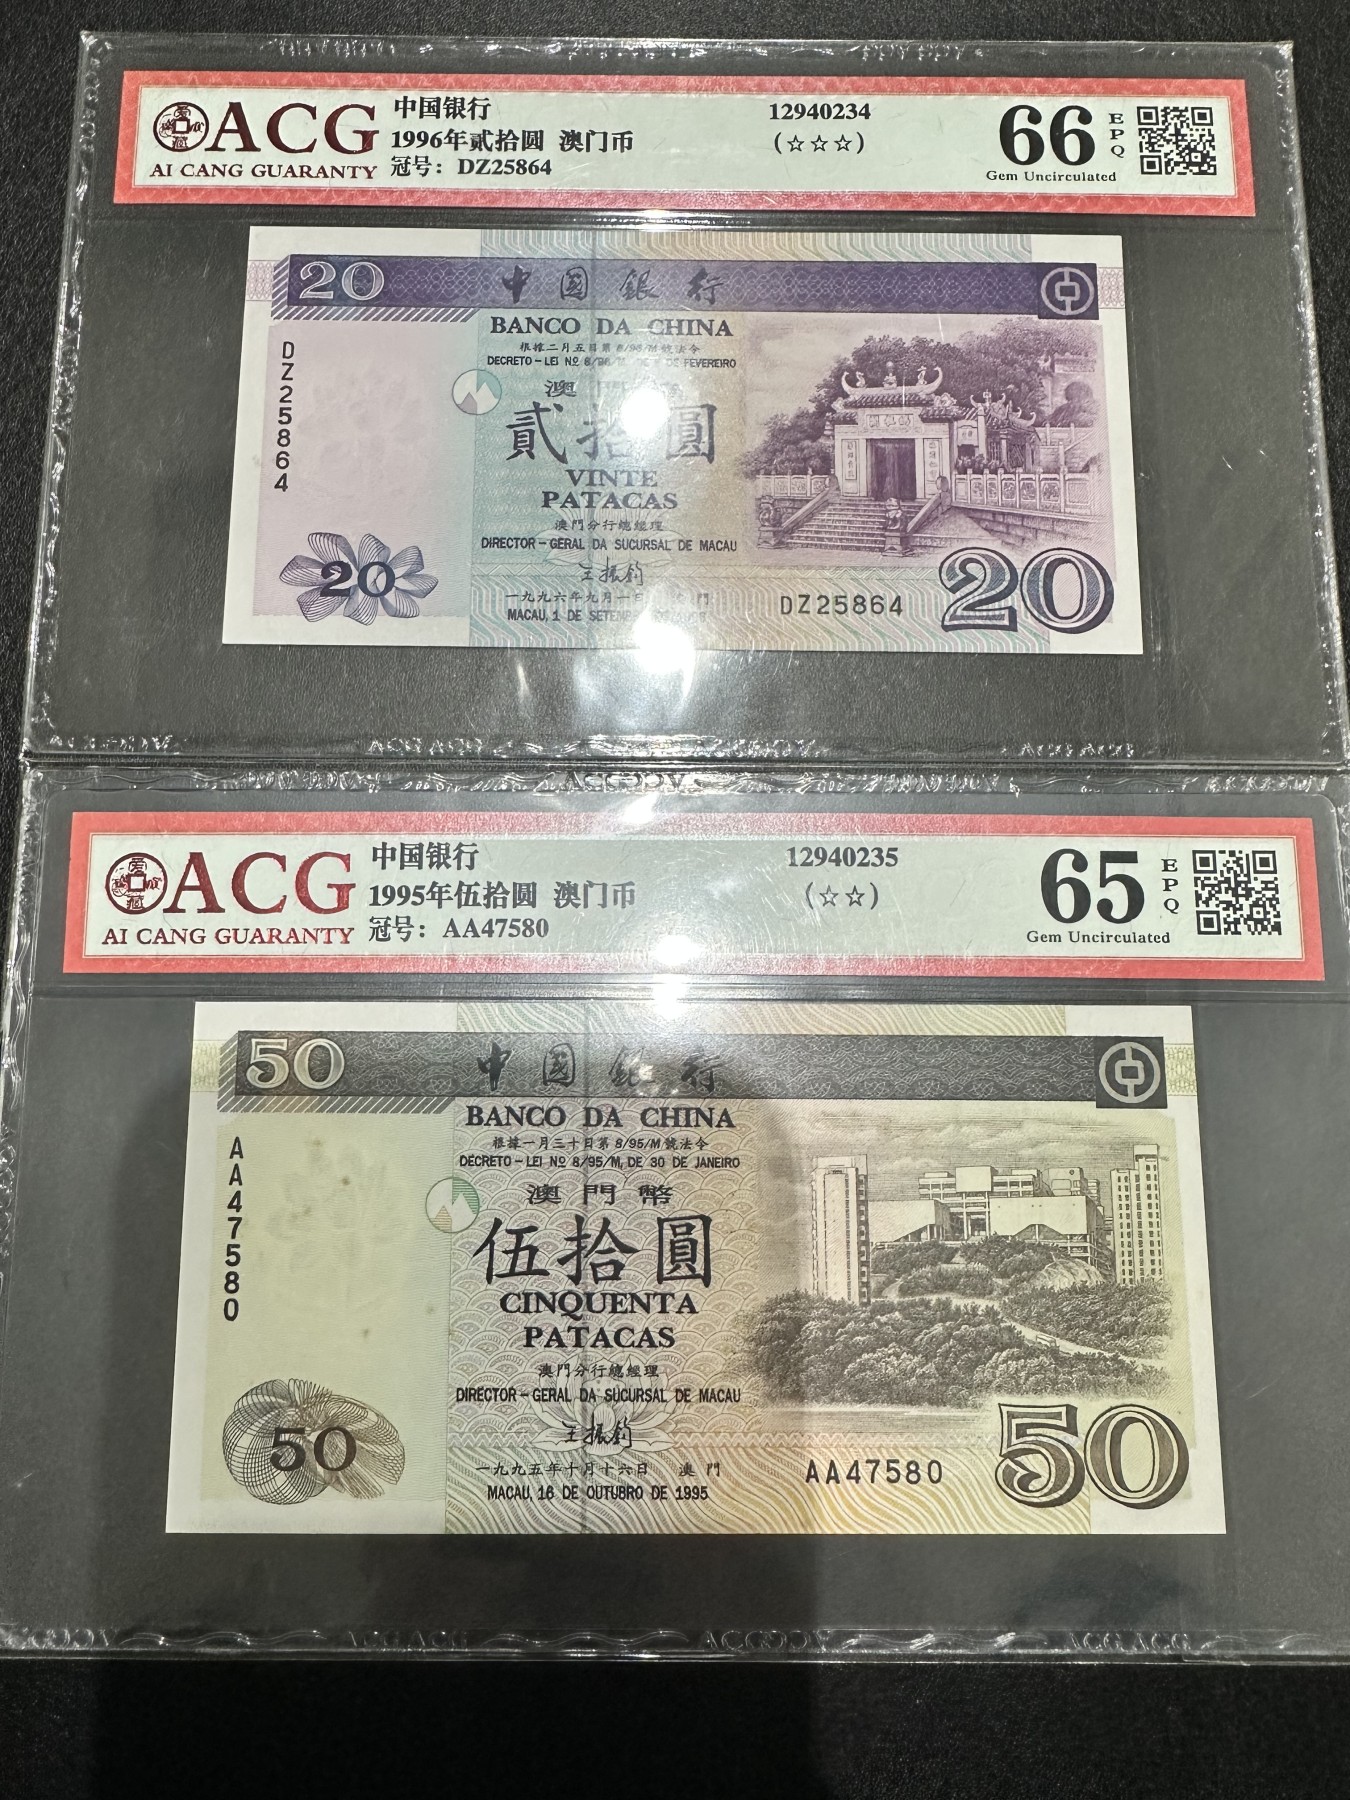 ACG
AI CANG GUARANTY
中国银行
1996年贰拾圆 澳门币
冠号: DZ25864
12940234
(☆☆☆)
66
EPQ
Gem Uncirculated
20
中國銀行
BANCO DA CHINA
DZ25864
貳拾圓
VINTE
PATACAS
澳門分行總經理
DIRECTOR-GERAL DA SUCURSAL DE MACAU
王振鈞
20
DZ25864
20
ACG
AI CANG GUARANTY
中国银行
1995年伍拾圆 澳门币
冠号: AA47580
12940235
(☆☆)
65
EPQ
Gem Uncirculated
50
中國銀行
BANCO DA CHINA
根據一月三十日第8/95/M號法令
DECRETO-LEI Nº 8/95/M, DE 30 DE JANEIRO
AA47580
澳門幣
伍拾圓
CINQUENTA
PATACAS
澳門分行總經理
DIRECTOR-GERAL DA SUCURSAL DE MACAU
王振鈞
一九九五年十月十六日 澳門
MACAU, 16 DE OUTUBRO DE 1995
50
AA47580
50